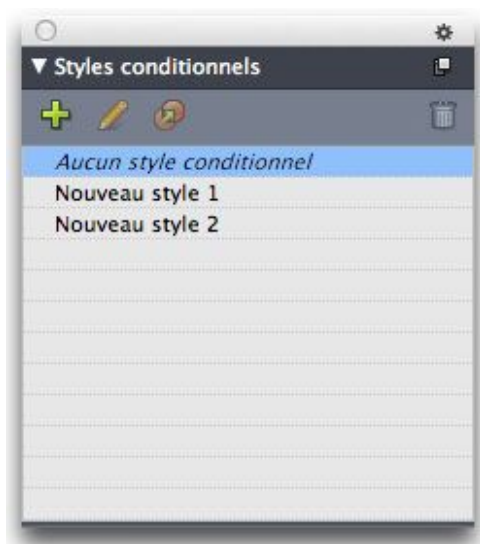 Styles conditionnels
Aucun style conditionnel
Nouveau style 1
Nouveau style 2